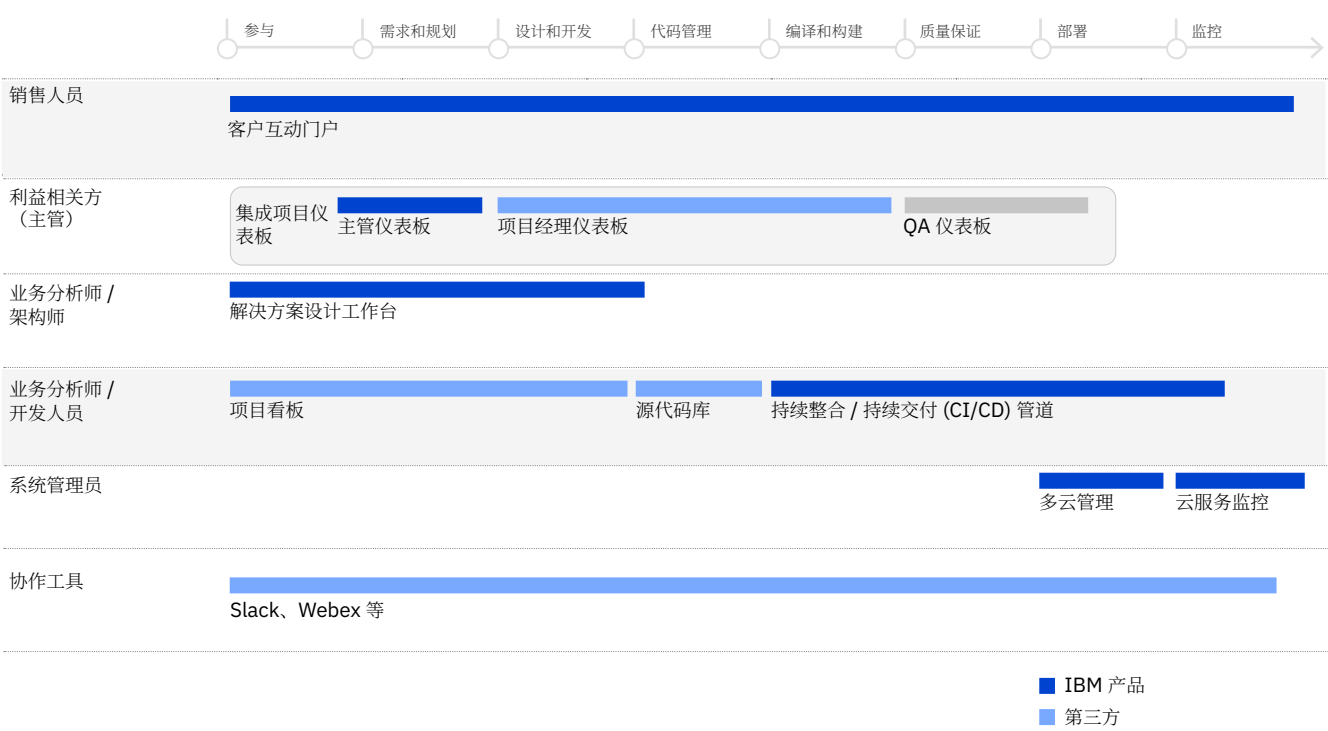 参与
需求和规划
设计和开发
代码管理
编译和构建
质量保证
部署
监控
销售人员
客户互动门户
利益相关方
（主管）
集成项目仪
表板
主管仪表板
项目经理仪表板
QA 仪表板
业务分析师 /
架构师
解决方案设计工作台
业务分析师 /
开发人员
项目看板
源代码库
持续整合 / 持续交付 (CI/CD) 管道
系统管理员
多云管理
云服务监控
协作工具
Slack、Webex 等
IBM 产品
第三方